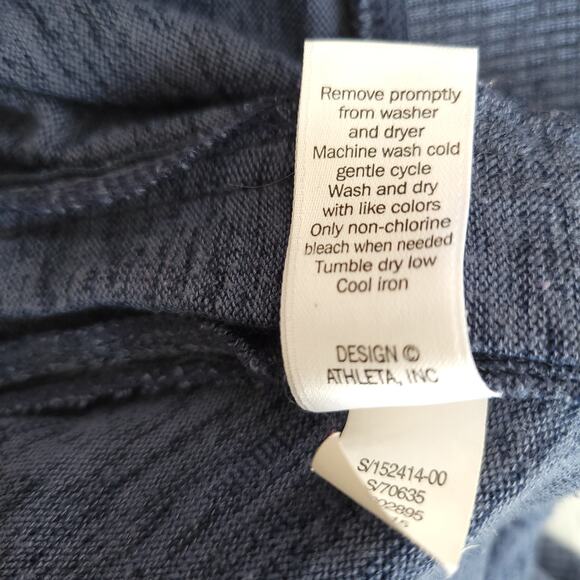 Remove promptly
from washer
and dryer
Machine wash cold
gentle cycle
Wash and dry
with like colors
Only non-chlorine
bleach when needed
Tumble dry low
Cool iron
DESIGN ©
ATHLETA, INC
S/152414-00
S/70635